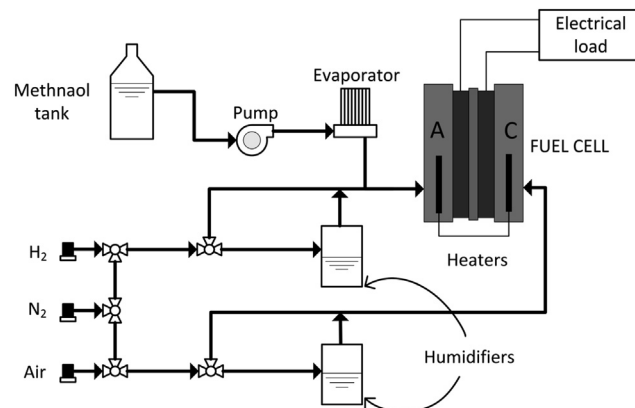 Electrical
load
Methnaol
tank
Evaporator
Pump
A
C
FUEL CELL
H₂
Heaters
N₂
Humidifiers
Air